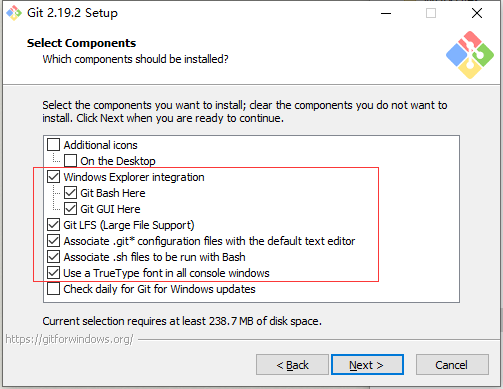 Git 2.19.2 Setup
Select Components
Which components should be installed?
Select the components you want to install; clear the components you do not want to
install. Click Next when you are ready to continue.
Additional icons
On the Desktop
Windows Explorer integration
Git Bash Here
Git GUI Here
Git LFS (Large File Support)
Associate .git* configuration files with the default text editor
Associate .sh files to be run with Bash
Use a TrueType font in all console windows
Check daily for Git for Windows updates
Current selection requires at least 238.7 MB of disk space.
https://gitforwindows.org/
< Back
Next >
Cancel